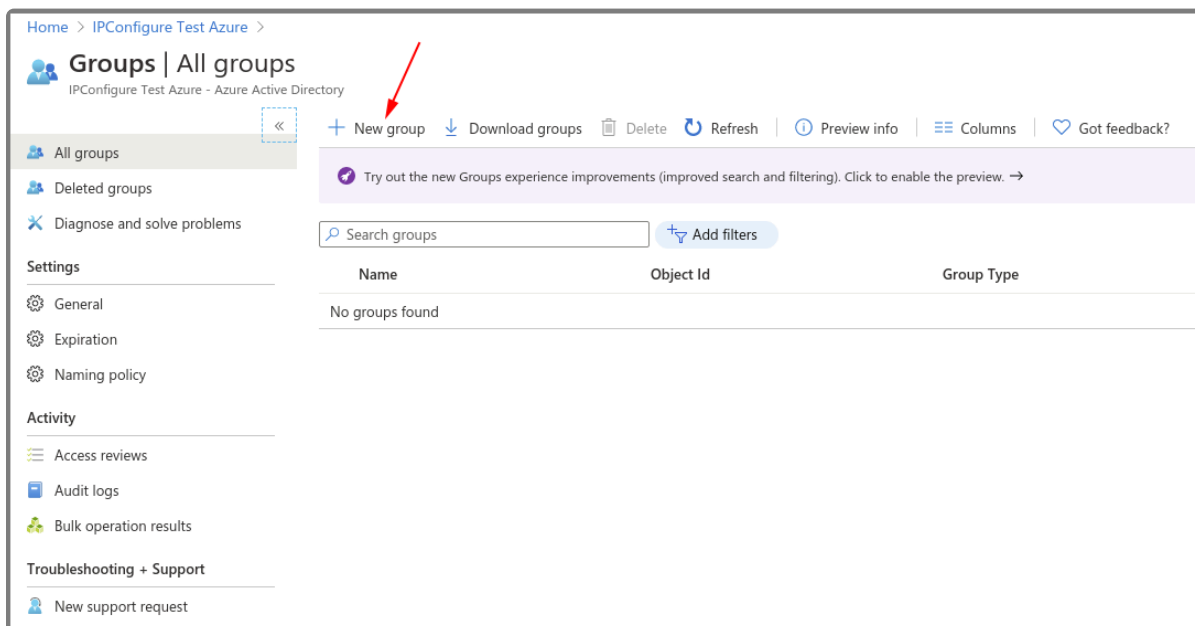 Home > IPConfigure Test Azure >
Groups | All groups
IPConfigure Test Azure - Azure Active Directory
«
All groups
Deleted groups
Diagnose and solve problems
Settings
General
Expiration
Naming policy
Activity
Access reviews
Audit logs
Bulk operation results
Troubleshooting + Support
New support request
+ New group Download groups Delete Refresh Preview info Columns Got feedback?
Try out the new Groups experience improvements (improved search and filtering). Click to enable the preview. →
Search groups Add filters
Name Object Id Group Type
No groups found